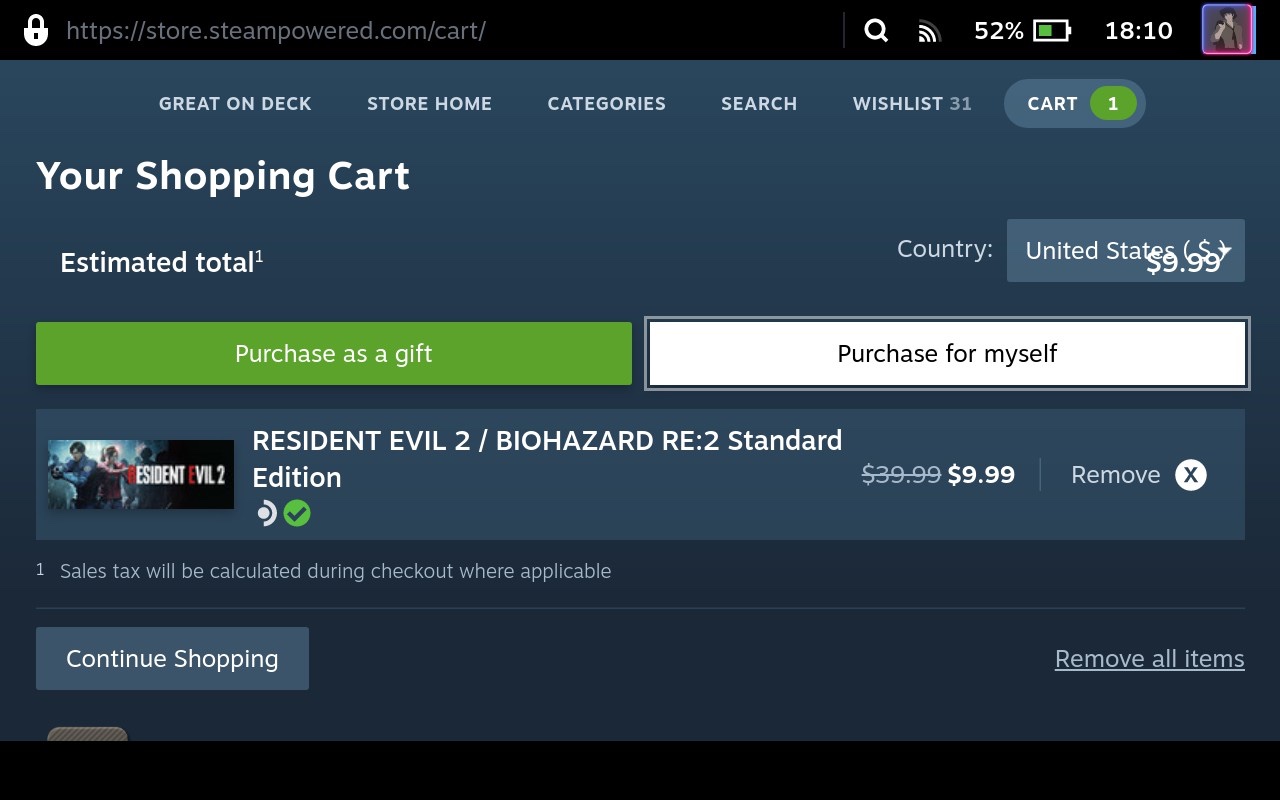 https://store.steampowered.com/cart/
52%
18:10
GREAT ON DECK
STORE HOME
CATEGORIES
SEARCH
WISHLIST 31
CART 1
Your Shopping Cart
Estimated total1
Country:
United States ( $ )
$9.99
Purchase as a gift
Purchase for myself
RESIDENT EVIL 2
RESIDENT EVIL 2 / BIOHAZARD RE:2 Standard
Edition
$39.99 $9.99
Remove X
1 Sales tax will be calculated during checkout where applicable
Continue Shopping
Remove all items